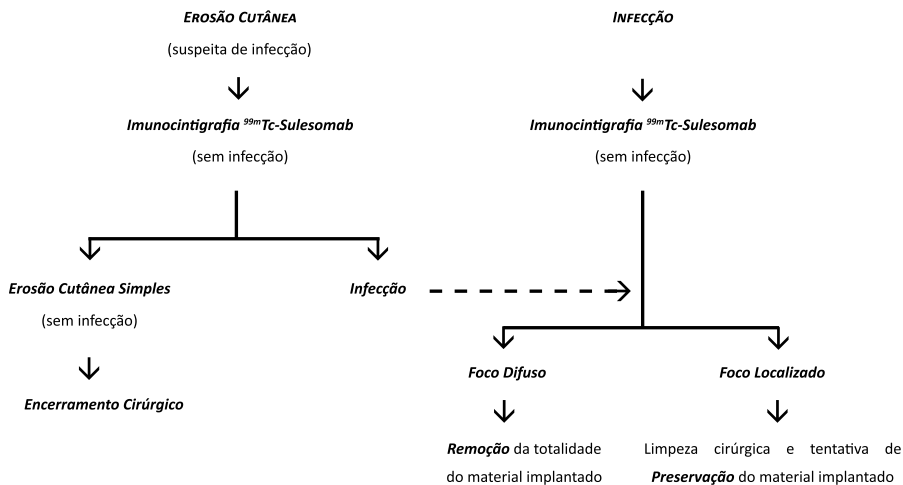 Erosão Cutânea
(suspeita de infecção)
Imunocintigrafia 99mTc-Sulesomab
(sem infecção)
Erosão Cutânea Simples
(sem infecção)
Encerramento Cirúrgico
Infecção
Infecção
Imunocintigrafia 99mTc-Sulesomab
(sem infecção)
Foco Difuso
Remoção da totalidade
do material implantado
Foco Localizado
Limpeza cirúrgica e tentativa de
Preservação do material implantado